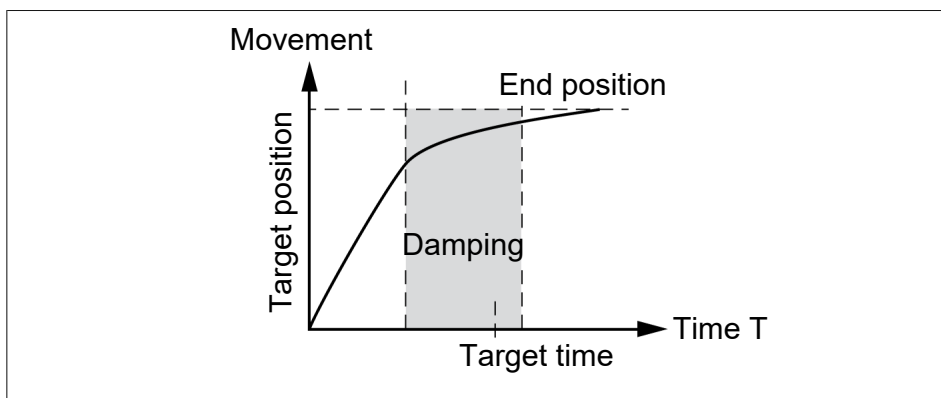 Movement
End position
Target position
Damping
Time T
Target time